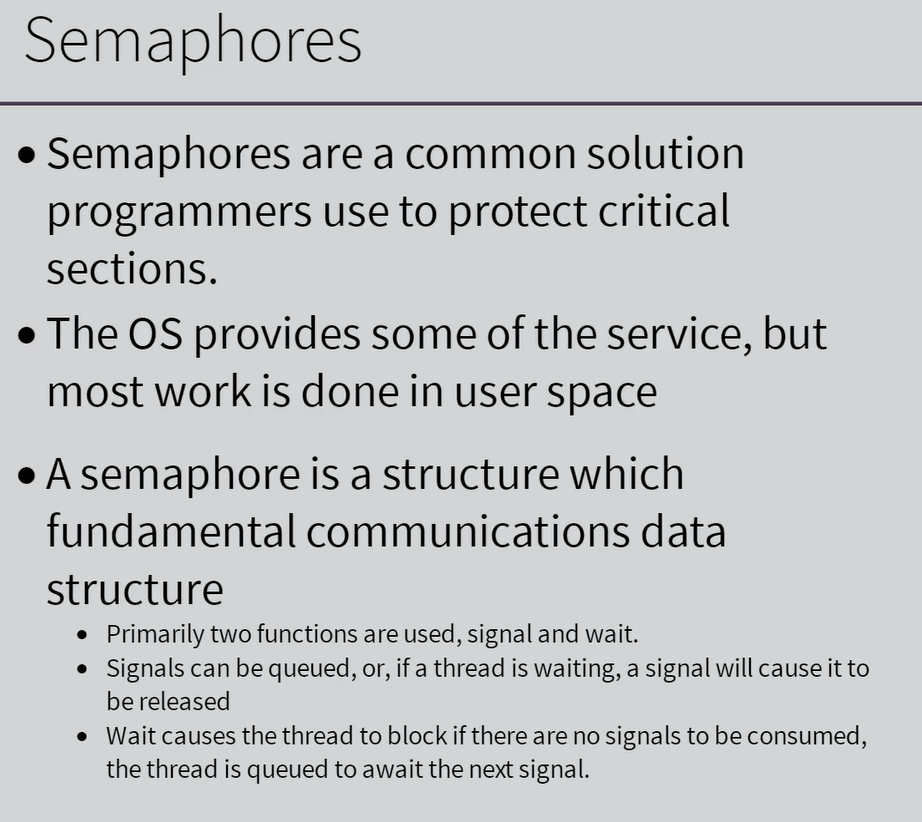 Semaphores
• Semaphores are a common solution
programmers use to protect critical
sections.
• The OS provides some of the service, but
most work is done in user space
• A semaphore is a structure which
fundamental communications data
structure
• Primarily two functions are used, signal and wait.
• Signals can be queued, or, if a thread is waiting, a signal will cause it to
be released
• Wait causes the thread to block if there are no signals to be consumed,
the thread is queued to await the next signal.